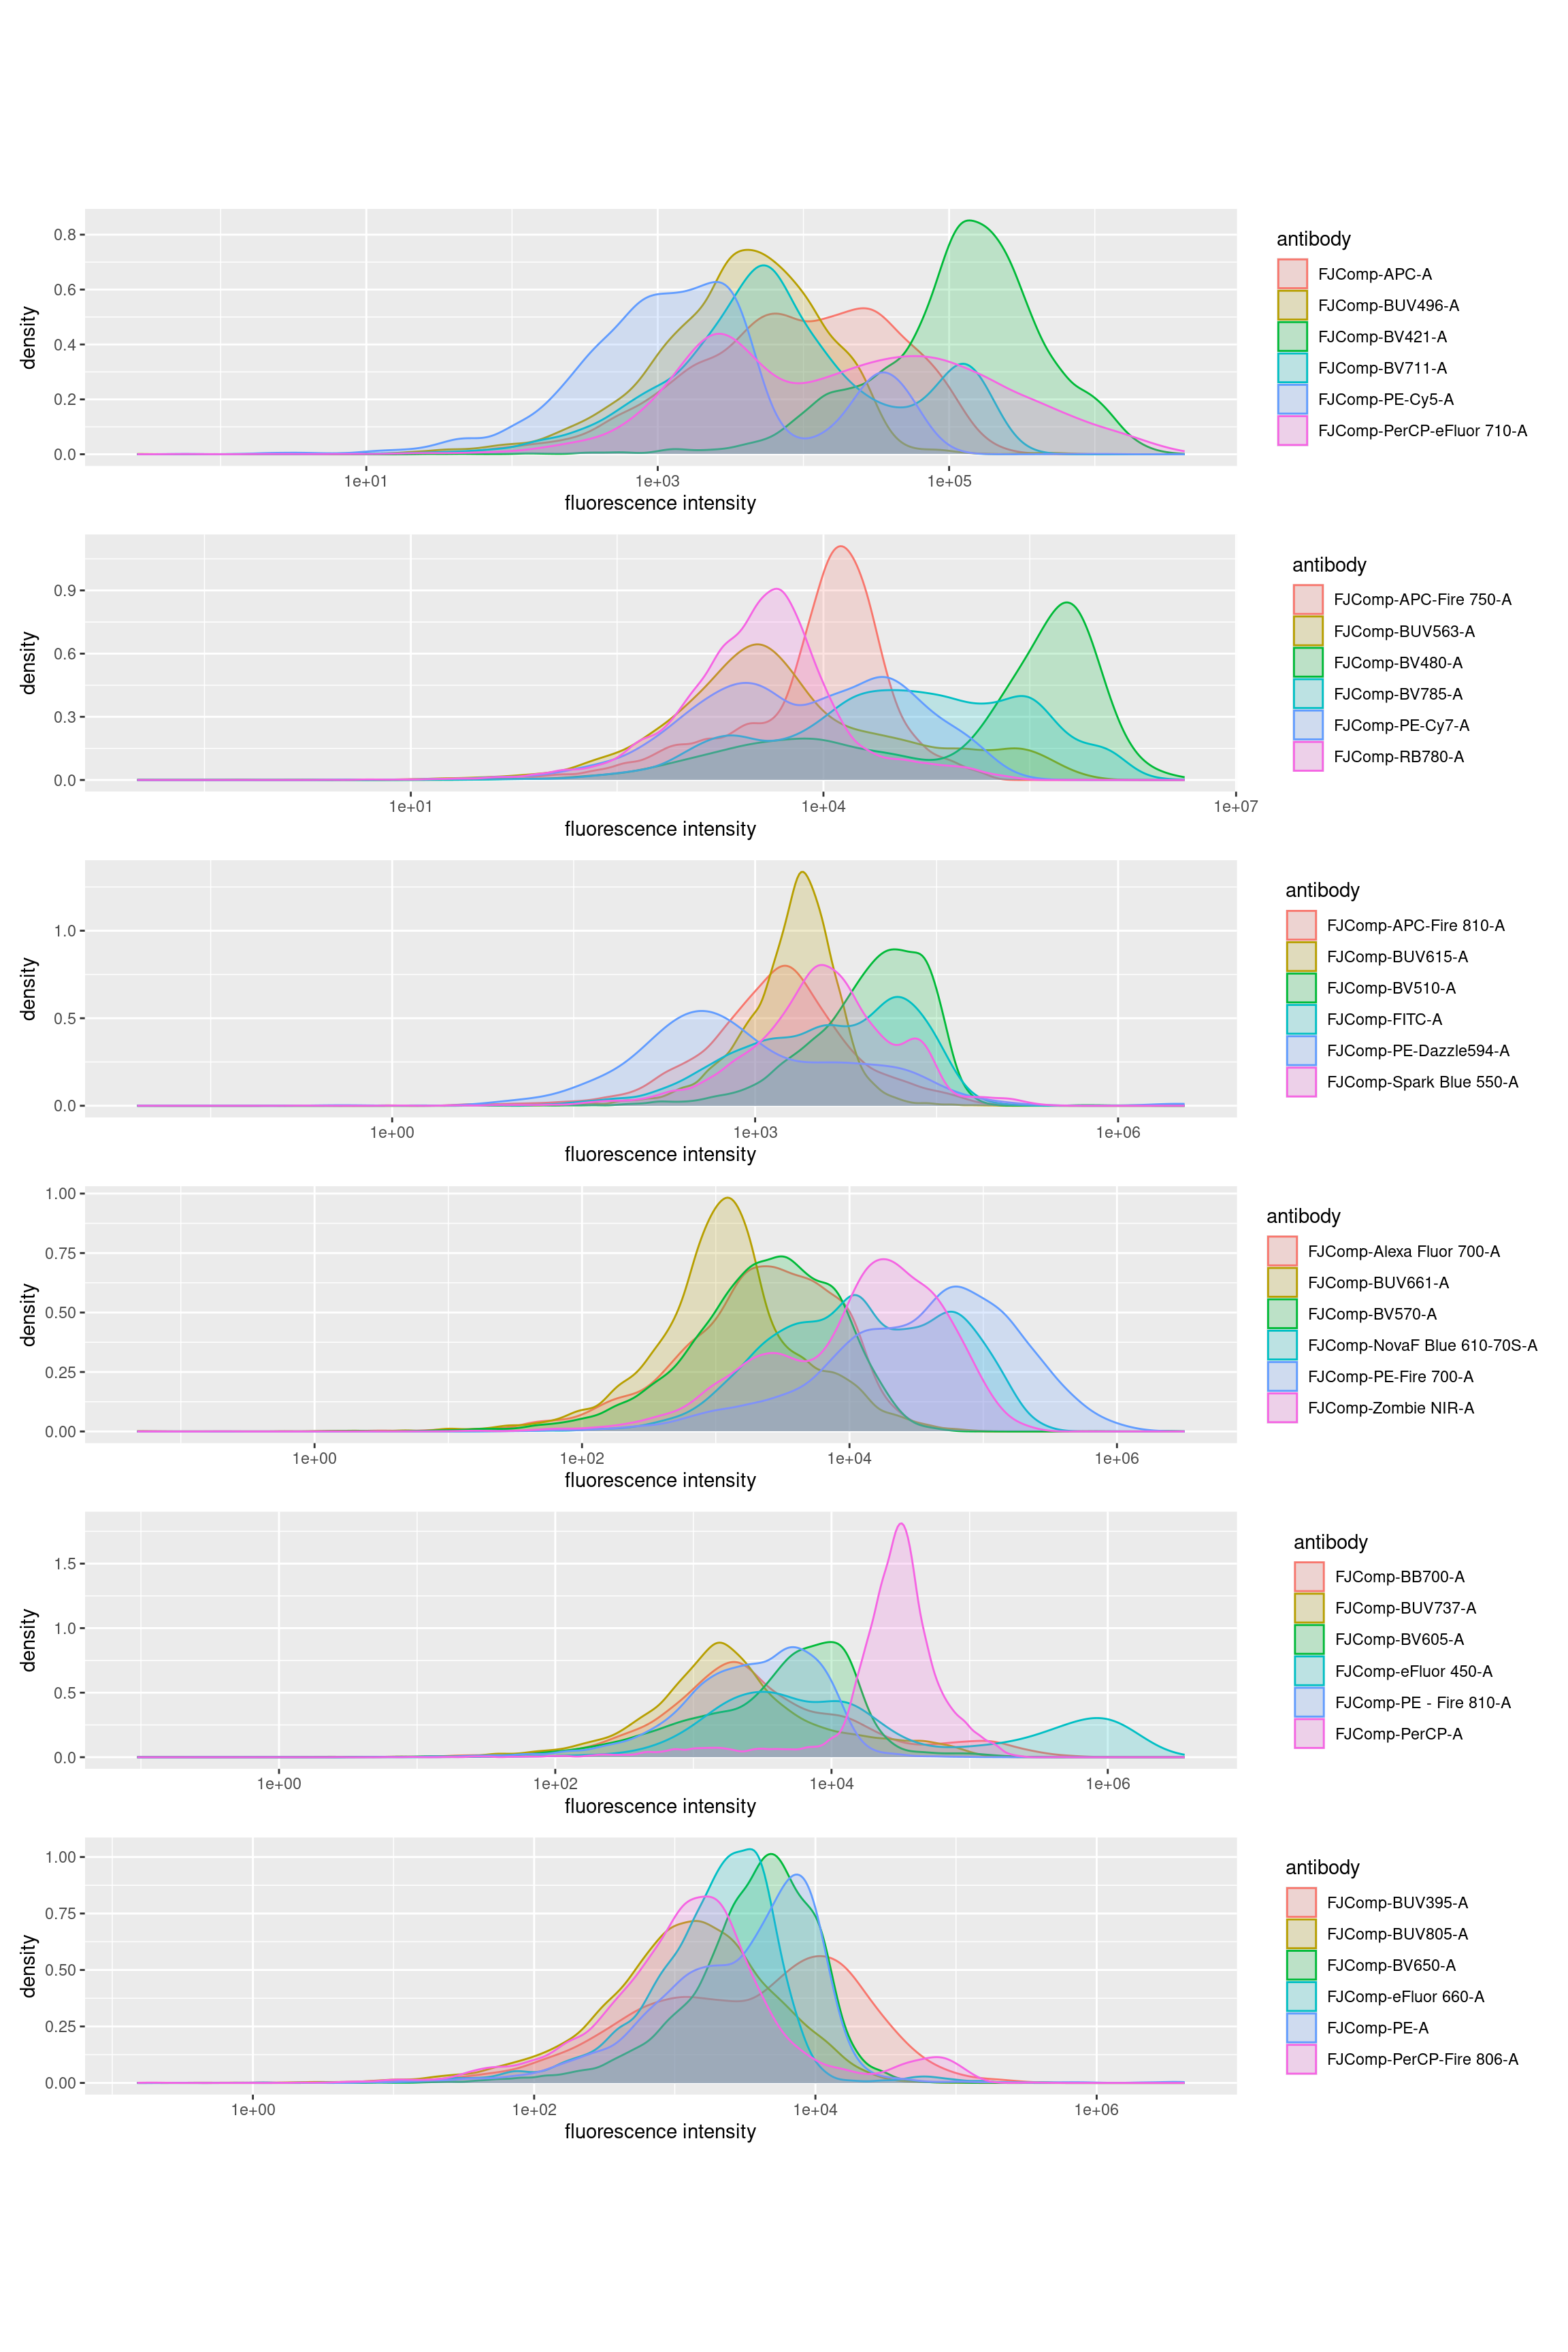 antibody
0.8
0.6
0.4
0.2
0.0
density
FJComp-APC-A
FJComp-BUV496-A
FJComp-BV421-A
FJComp-BV711-A
FJComp-PE-Cy5-A
FJComp-PerCP-eFluor 710-A
1e+01 1e+03 1e+05
fluorescence intensity
antibody
0.9
0.6
0.3
0.0
density
FJComp-APC-Fire 750-A
FJComp-BUV563-A
FJComp-BV480-A
FJComp-BV785-A
FJComp-PE-Cy7-A
FJComp-RB780-A
1e+01 1e+04 1e+07
fluorescence intensity
antibody
1.0
0.5
0.0
density
FJComp-APC-Fire 810-A
FJComp-BUV615-A
FJComp-BV510-A
FJComp-FITC-A
FJComp-PE-Dazzle594-A
FJComp-Spark Blue 550-A
1e+00 1e+03 1e+06
fluorescence intensity
antibody
1.00
0.75
0.50
0.25
0.00
density
FJComp-Alexa Fluor 700-A
FJComp-BUV661-A
FJComp-BV570-A
FJComp-NovaF Blue 610-70S-A
FJComp-PE-Fire 700-A
FJComp-Zombie NIR-A
1e+00 1e+02 1e+04 1e+06
fluorescence intensity
antibody
1.5
1.0
0.5
0.0
density
FJComp-BB700-A
FJComp-BUV737-A
FJComp-BV605-A
FJComp-eFluor 450-A
FJComp-PE - Fire 810-A
FJComp-PerCP-A
1e+00 1e+02 1e+04 1e+06
fluorescence intensity
antibody
1.00
0.75
0.50
0.25
0.00
density
FJComp-BUV395-A
FJComp-BUV805-A
FJComp-BV650-A
FJComp-eFluor 660-A
FJComp-PE-A
FJComp-PerCP-Fire 806-A
1e+00 1e+02 1e+04 1e+06
fluorescence intensity